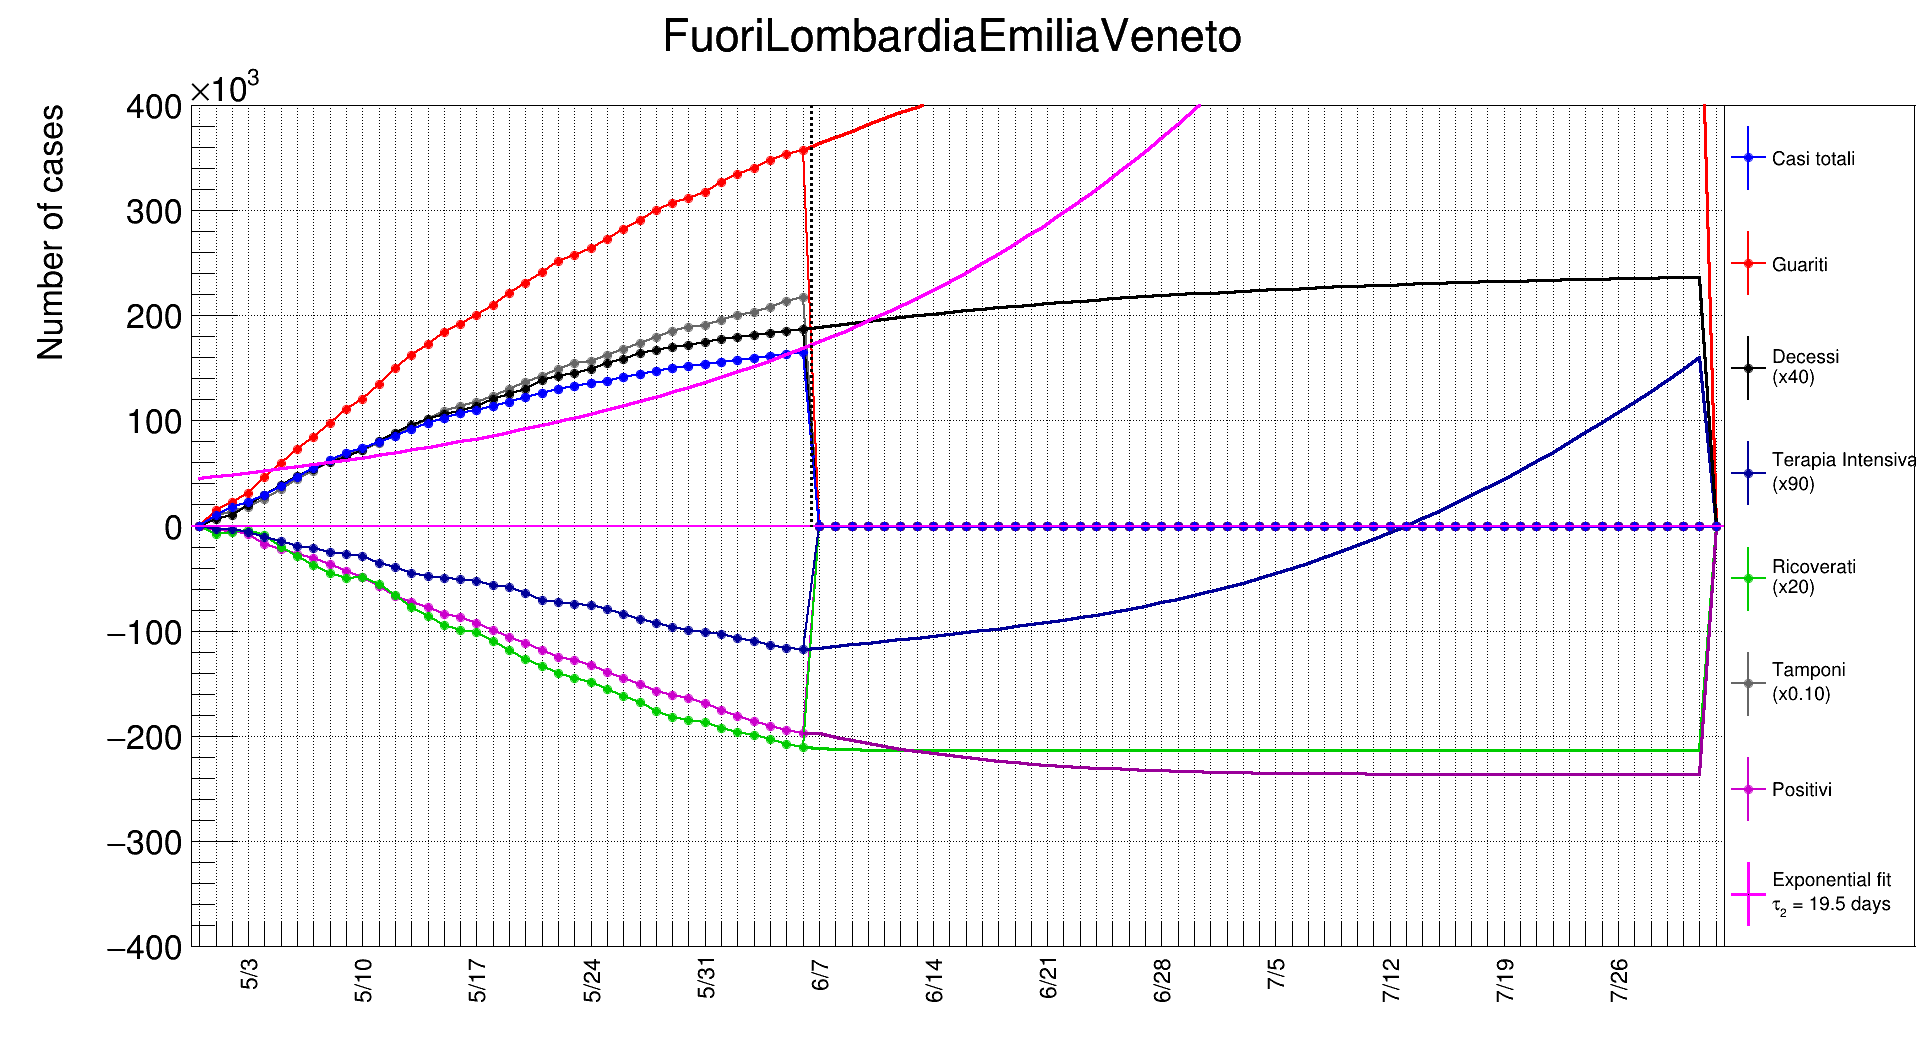 FuoriLombardiaEmiliaVeneto
×10³
Number of cases
400
300
200
100
0
−100
−200
−300
−400
5/3
5/10
5/17
5/24
5/31
6/7
6/14
6/21
6/28
7/5
7/12
7/19
7/26
Casi totali
Guariti
Decessi
(x40)
Terapia Intensiva
(x90)
Ricoverati
(x20)
Tamponi
(x0.10)
Positivi
Exponential fit
τ₂ = 19.5 days